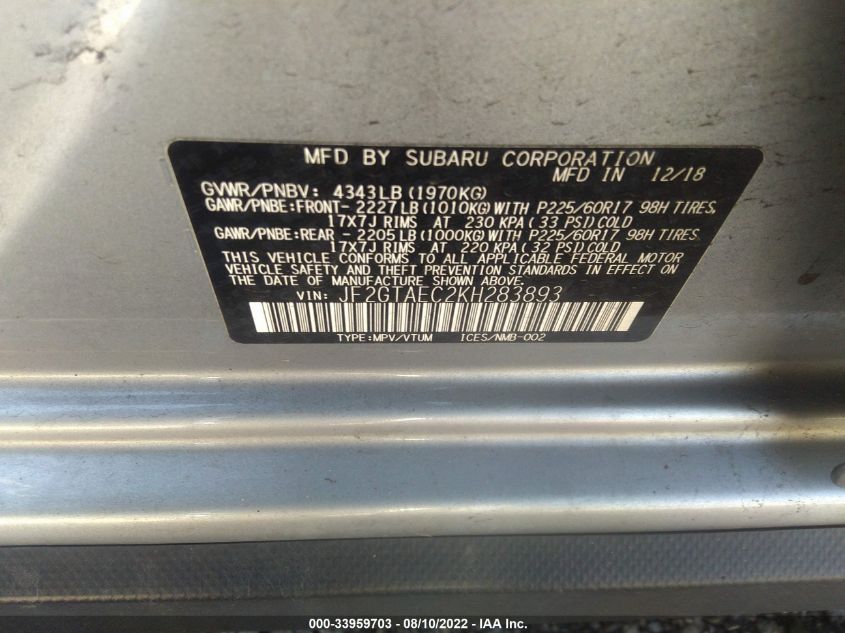 MFD BY SUBARU CORPORATION
MFD IN 12/18
GVWR/PNBV: 4343LB (1970KG)
GAWR/PNBE:FRONT- 2227LB(1010KG)WITH P225/60R17 98H TIRES,
17X7J RIMS AT 230 KPA(33 PSI)COLD
GAWR/PNBE:REAR - 2205LB(1000KG)WITH P225/60R17 98H TIRES,
17X7J RIMS AT 220 KPA(32 PSI)COLD
THIS VEHICLE CONFORMS TO ALL APPLICABLE FEDERAL MOTOR
VEHICLE SAFETY AND THEFT PREVENTION STANDARDS IN EFFECT ON
THE DATE OF MANUFACTURE SHOWN ABOVE.
VIN: JF2GTAEC2KH283893
TYPE:MPV/VTUM ICES/NMB-002
000-33959703 - 08/10/2022 - IAA Inc.